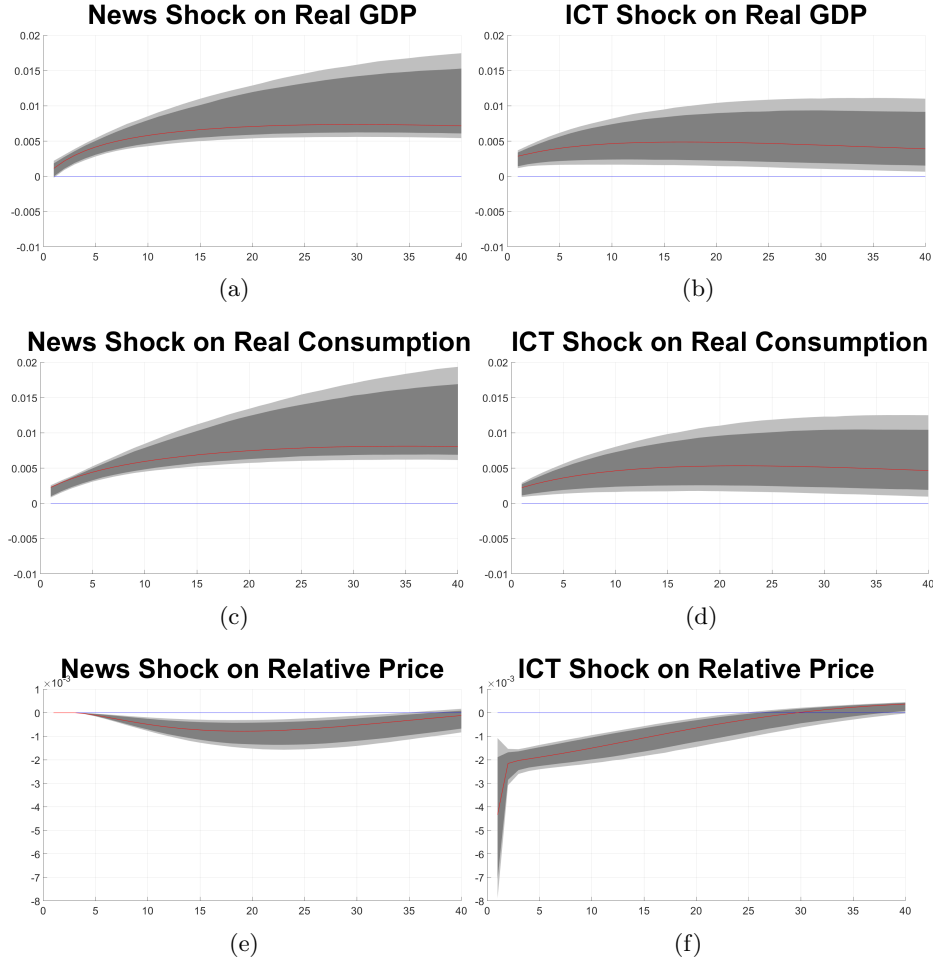 News Shock on Real GDP
0.02
0.015
0.01
0.005
0
-0.005
-0.01
0 5 10 15 20 25 30 35 40
(a)
ICT Shock on Real GDP
0.02
0.015
0.01
0.005
0
-0.005
-0.01
0 5 10 15 20 25 30 35 40
(b)
News Shock on Real Consumption
0.02
0.015
0.01
0.005
0
-0.005
-0.01
0 5 10 15 20 25 30 35 40
(c)
ICT Shock on Real Consumption
0.02
0.015
0.01
0.005
0
-0.005
-0.01
0 5 10 15 20 25 30 35 40
(d)
News Shock on Relative Price
×10-3
1
0
-1
-2
-3
-4
-5
-6
-7
-8
0 5 10 15 20 25 30 35 40
(e)
ICT Shock on Relative Price
×10-3
1
0
-1
-2
-3
-4
-5
-6
-7
-8
0 5 10 15 20 25 30 35 40
(f)